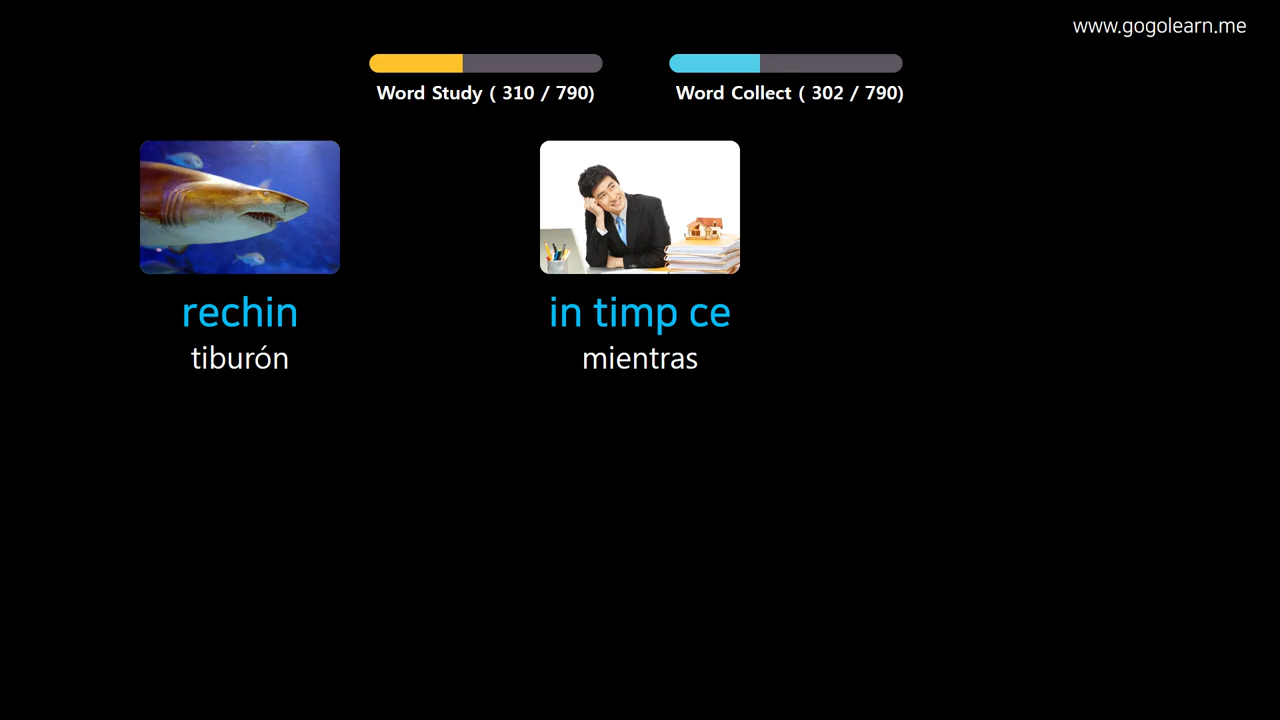 www.gogolearn.me
Word Study ( 310 / 790)
Word Collect ( 302 / 790)
rechin
tiburón
in timp ce
mientras